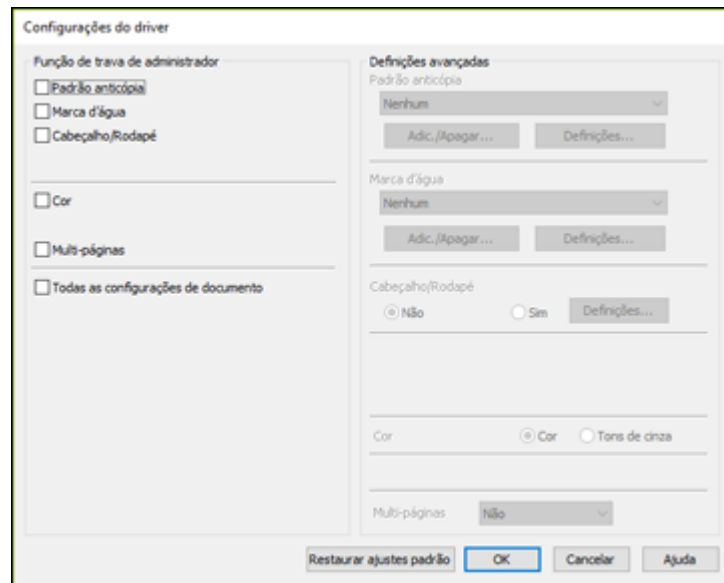 Configurações do driver
Função de trava de administrador
Padrão anticópia
Marca d'água
Cabeçalho/Rodapé
Cor
Multi-páginas
Todas as configurações de documento
Definições avançadas
Padrão anticópia
Nenhum
Adic./Apagar...
Definições...
Marca d'água
Nenhum
Adic./Apagar...
Definições...
Cabeçalho/Rodapé
Não
Sim
Definições...
Cor
Cor
Tons de cinza
Multi-páginas
Não
Restaurar ajustes padrão
OK
Cancelar
Ajuda